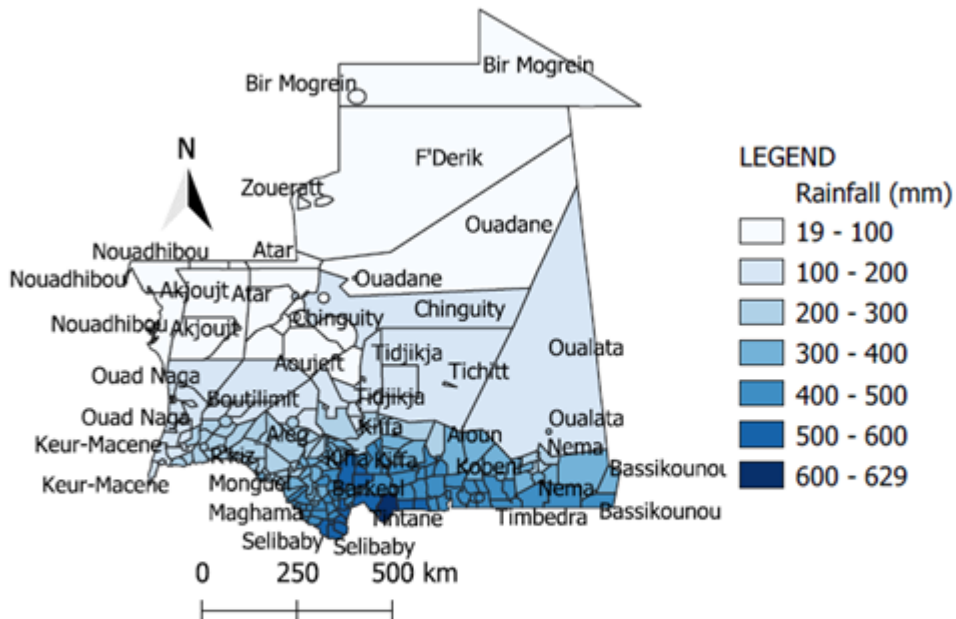 Bir Mogrein
Bir Mogrein
F'Derik
N
Zoueratt
Ouadane
Nouadhibou
Atar
Nouadhibou
Ouadane
Akjoujt
Atar
Chinguity
Chinguity
Nouadhibou
Akjoujt
Oualata
Tidjikja
Aoujeft
Tichitt
Ouad Naga
Boutilimit
Tidjikja
Ouad Naga
Oualata
Kiffa
Aleg
Aioun
Keur-Macene
Nema
R'kiz
Kiffa
Kiffa
Kobeni
Bassikounou
Keur-Macene
Monguel
Barkeol
Nema
Maghama
Tintane
Timbedra
Bassikounou
Selibaby
Selibaby
0 250 500 km
LEGEND
Rainfall (mm)
19 - 100
100 - 200
200 - 300
300 - 400
400 - 500
500 - 600
600 - 629